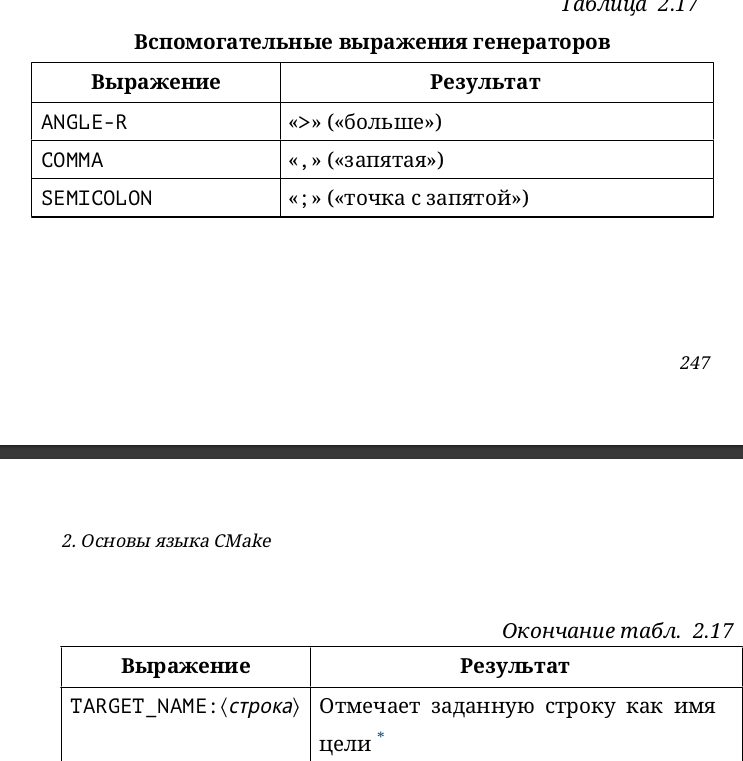 Таблица 2.17
Вспомогательные выражения генераторов
Выражение Результат
ANGLE-R «>» («больше»)
COMMA «,» («запятая»)
SEMICOLON «;» («точка с запятой»)
247
2. Основы языка CMake
Окончание табл. 2.17
Выражение Результат
TARGET_NAME:⟨строка⟩ Отмечает заданную строку как имя
цели *